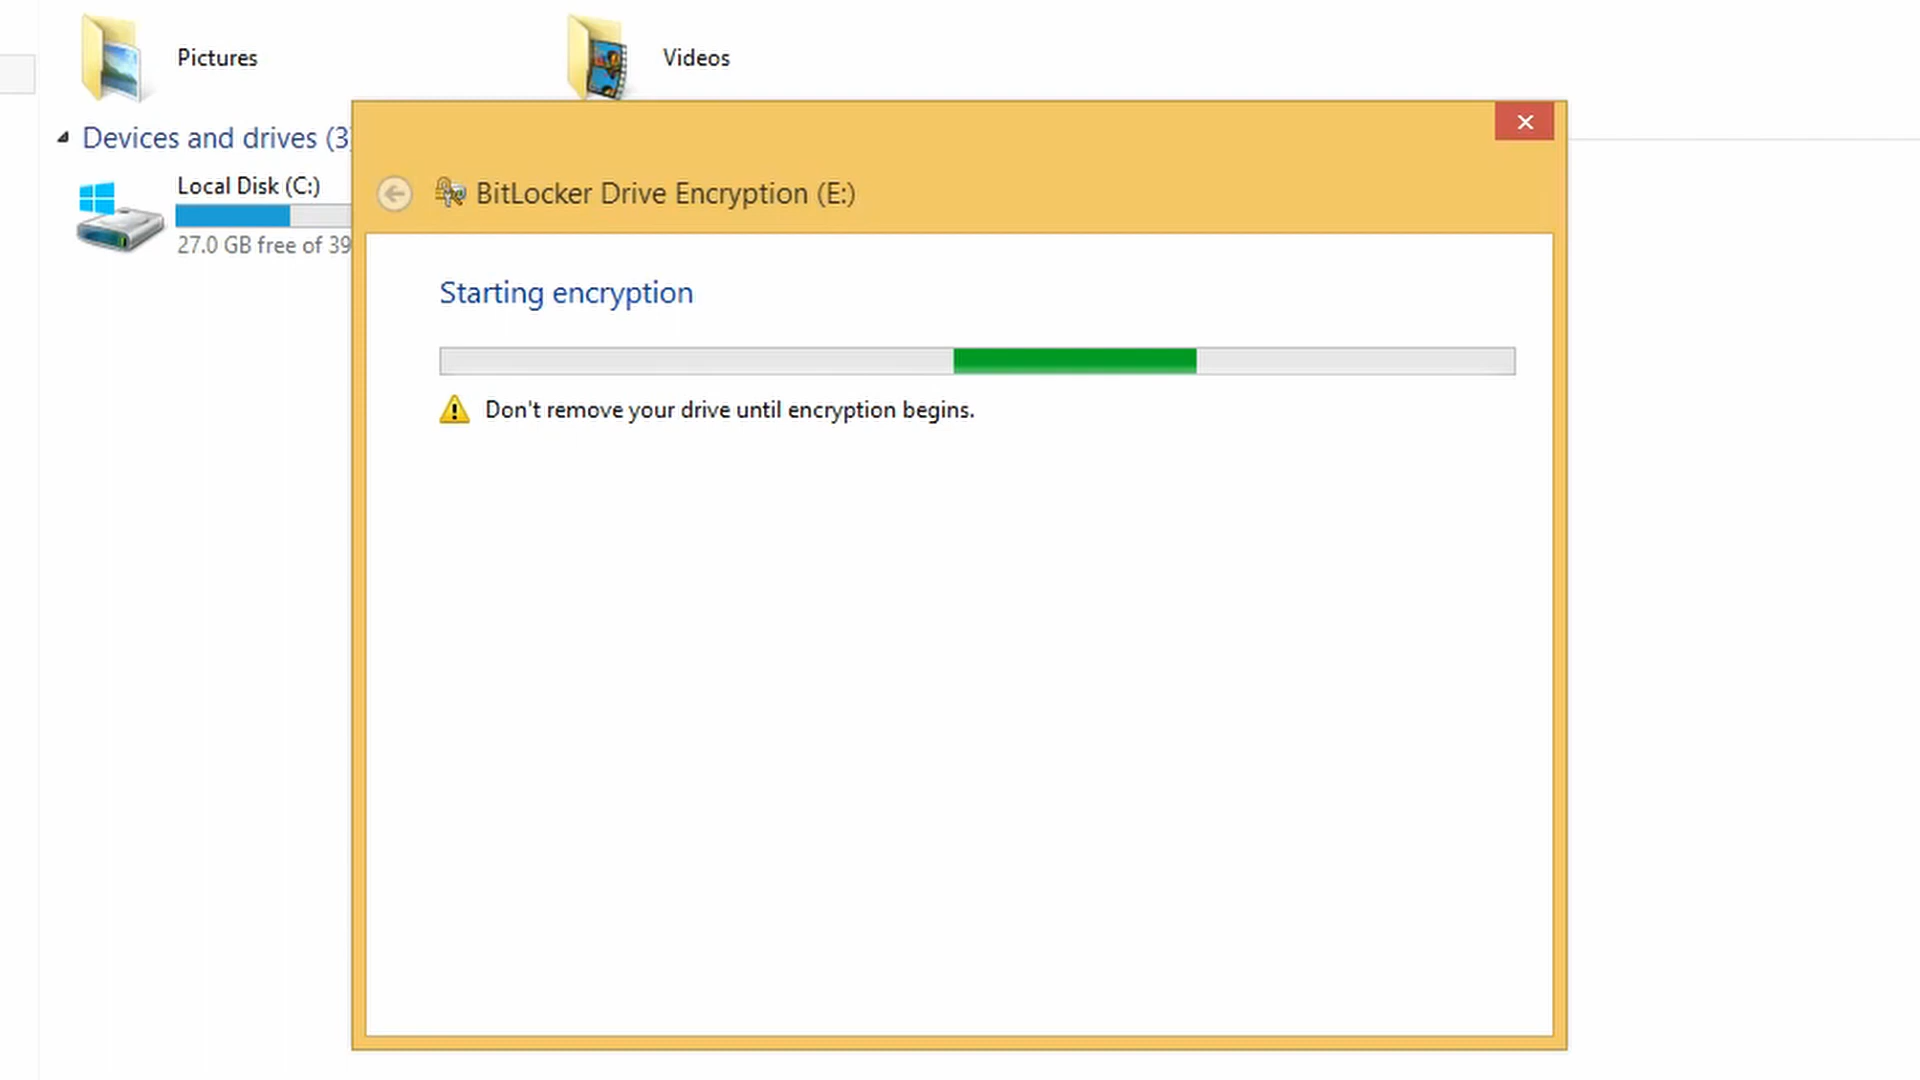 Pictures
Videos
Devices and drives (3)
Local Disk (C:)
27.0 GB free of 39
BitLocker Drive Encryption (E:)
Starting encryption
Don't remove your drive until encryption begins.